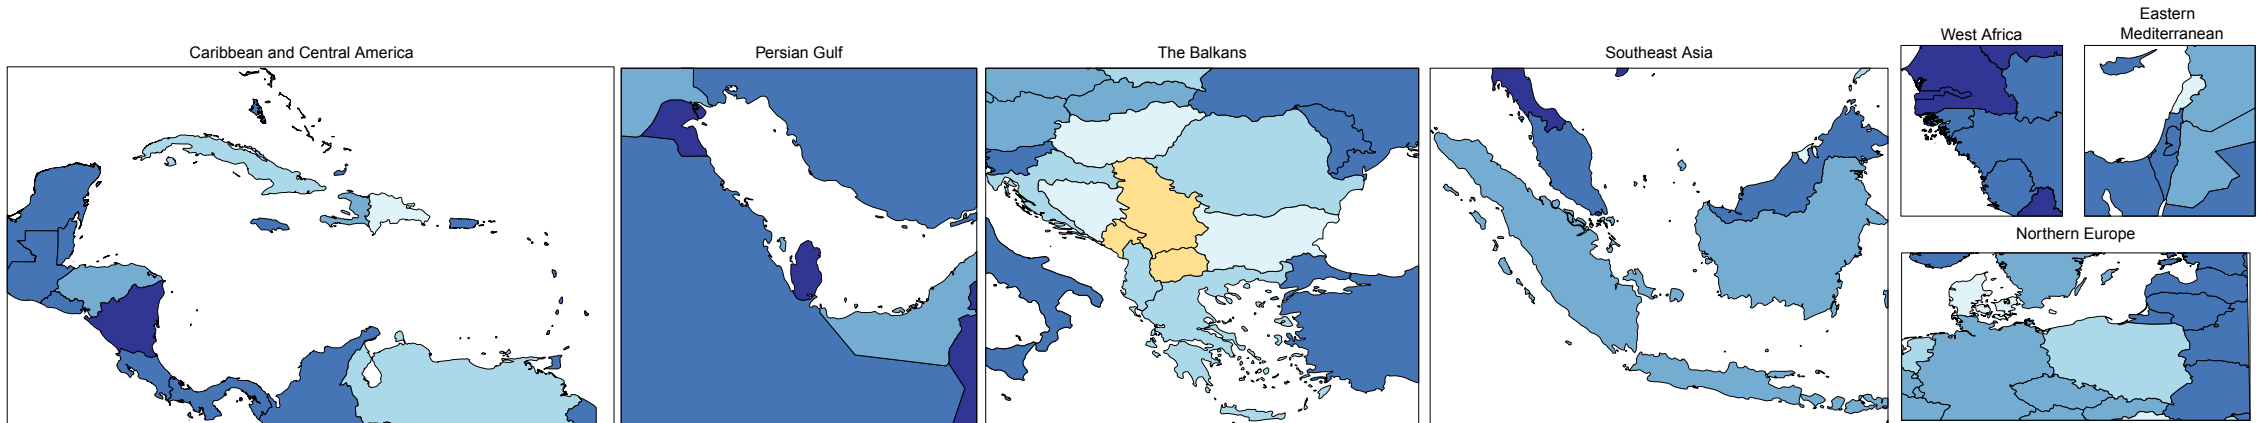 Caribbean and Central America
Persian Gulf
The Balkans
Southeast Asia
West Africa
Eastern
Mediterranean
Northern Europe